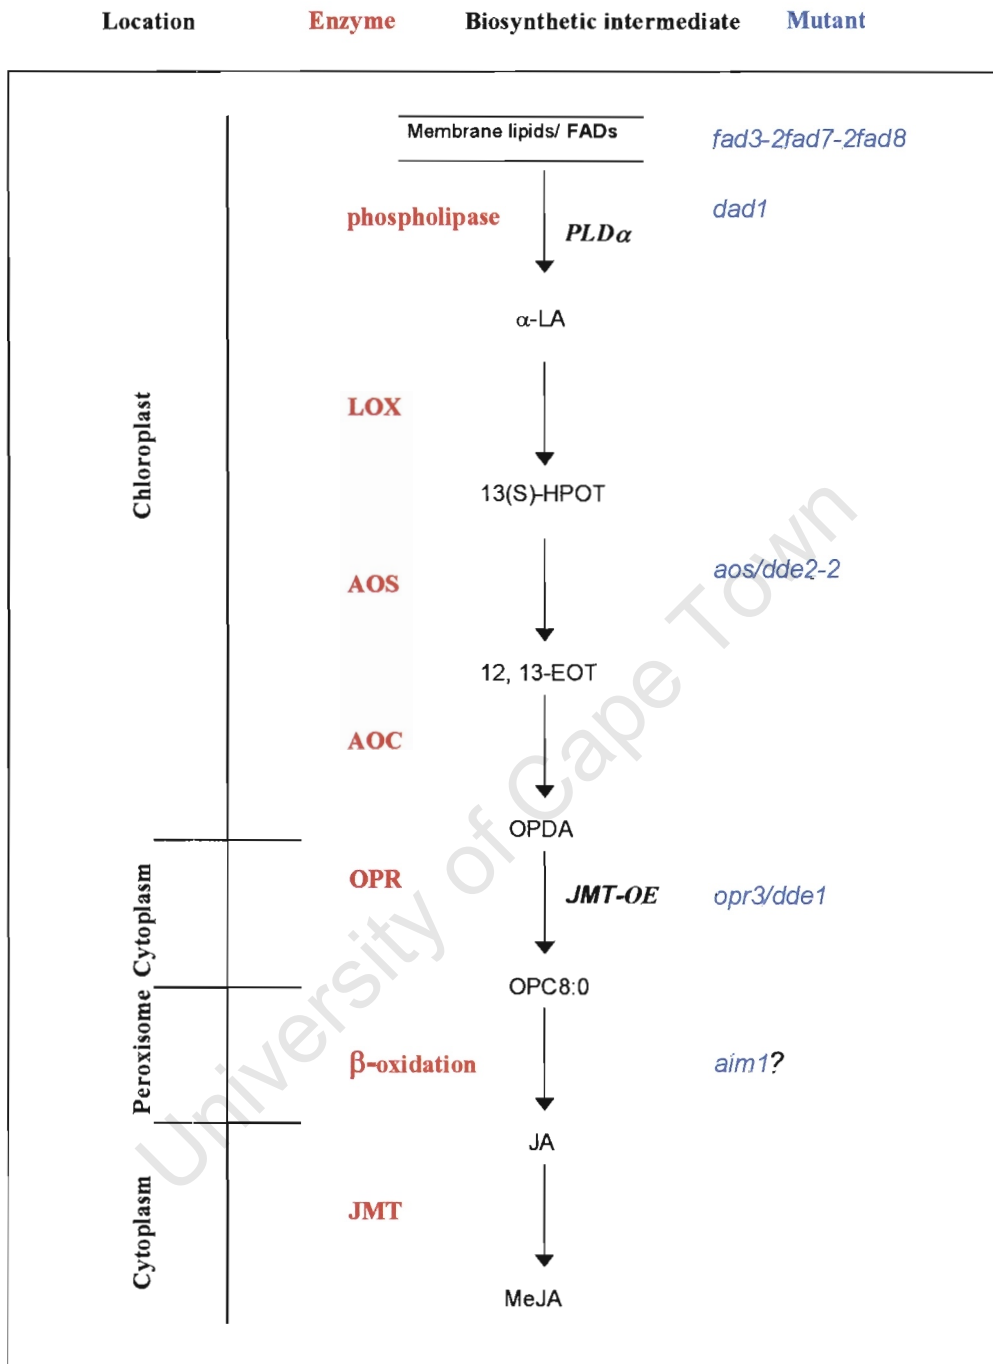 Location Enzyme Biosynthetic intermediate Mutant
Membrane lipids/ FADs
fad3-2fad7-2fad8
phospholipase
PLDα
dad1
α-LA
Chloroplast
LOX
13(S)-HPOT
AOS
aos/dde2-2
12, 13-EOT
AOC
OPDA
Cytoplasm
OPR
JMT-OE
opr3/dde1
OPC8:0
Peroxisome
β-oxidation
aim1?
JA
Cytoplasm
JMT
MeJA
University of Cape Town